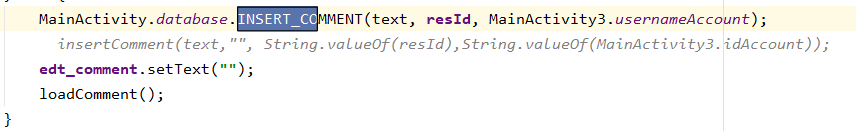 MainActivity.database.INSERT_COMMENT(text, resId, MainActivity3.usernameAccount);
insertComment(text,"", String.valueOf(resId),String.valueOf(MainActivity3.idAccount));
edt_comment.setText("");
loadComment();
}